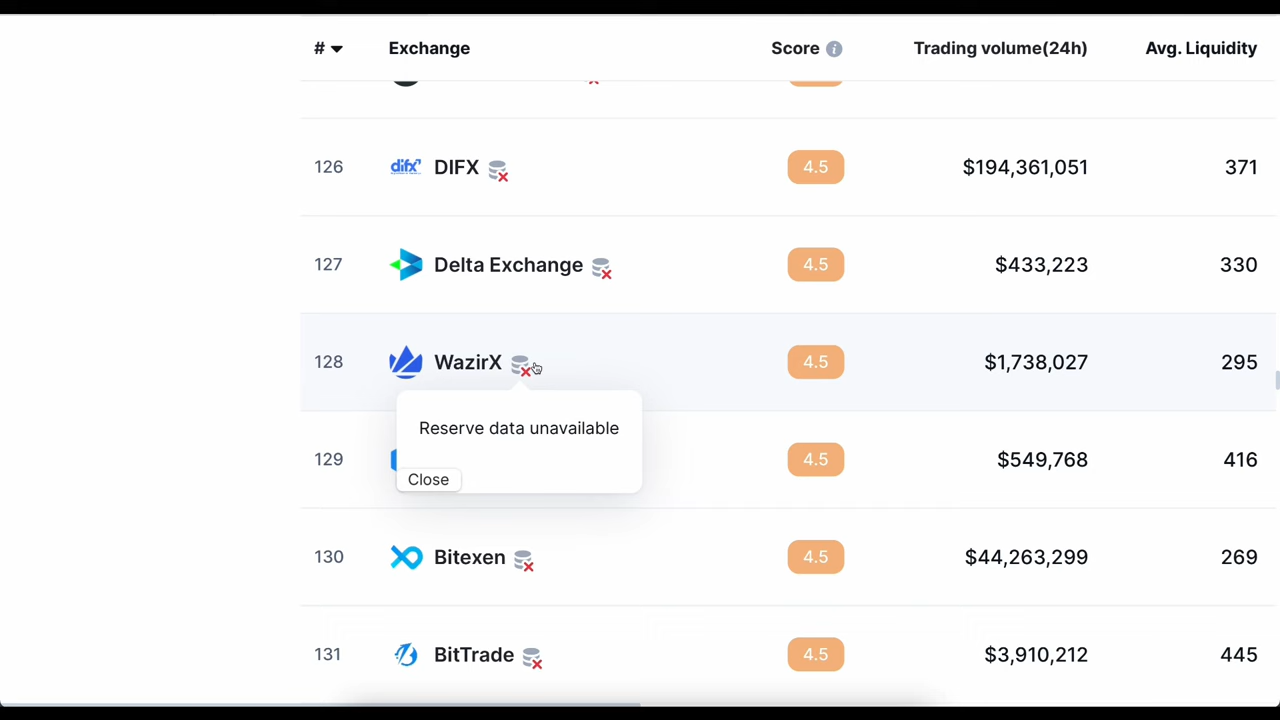 # Exchange Score Trading volume(24h) Avg. Liquidity
126 difx DIFX 4.5 $194,361,051 371
127 Delta Exchange 4.5 $433,223 330
128 WazirX 4.5 $1,738,027 295
Reserve data unavailable
129 4.5 $549,768 416
Close
130 Bitexen 4.5 $44,263,299 269
131 BitTrade 4.5 $3,910,212 445